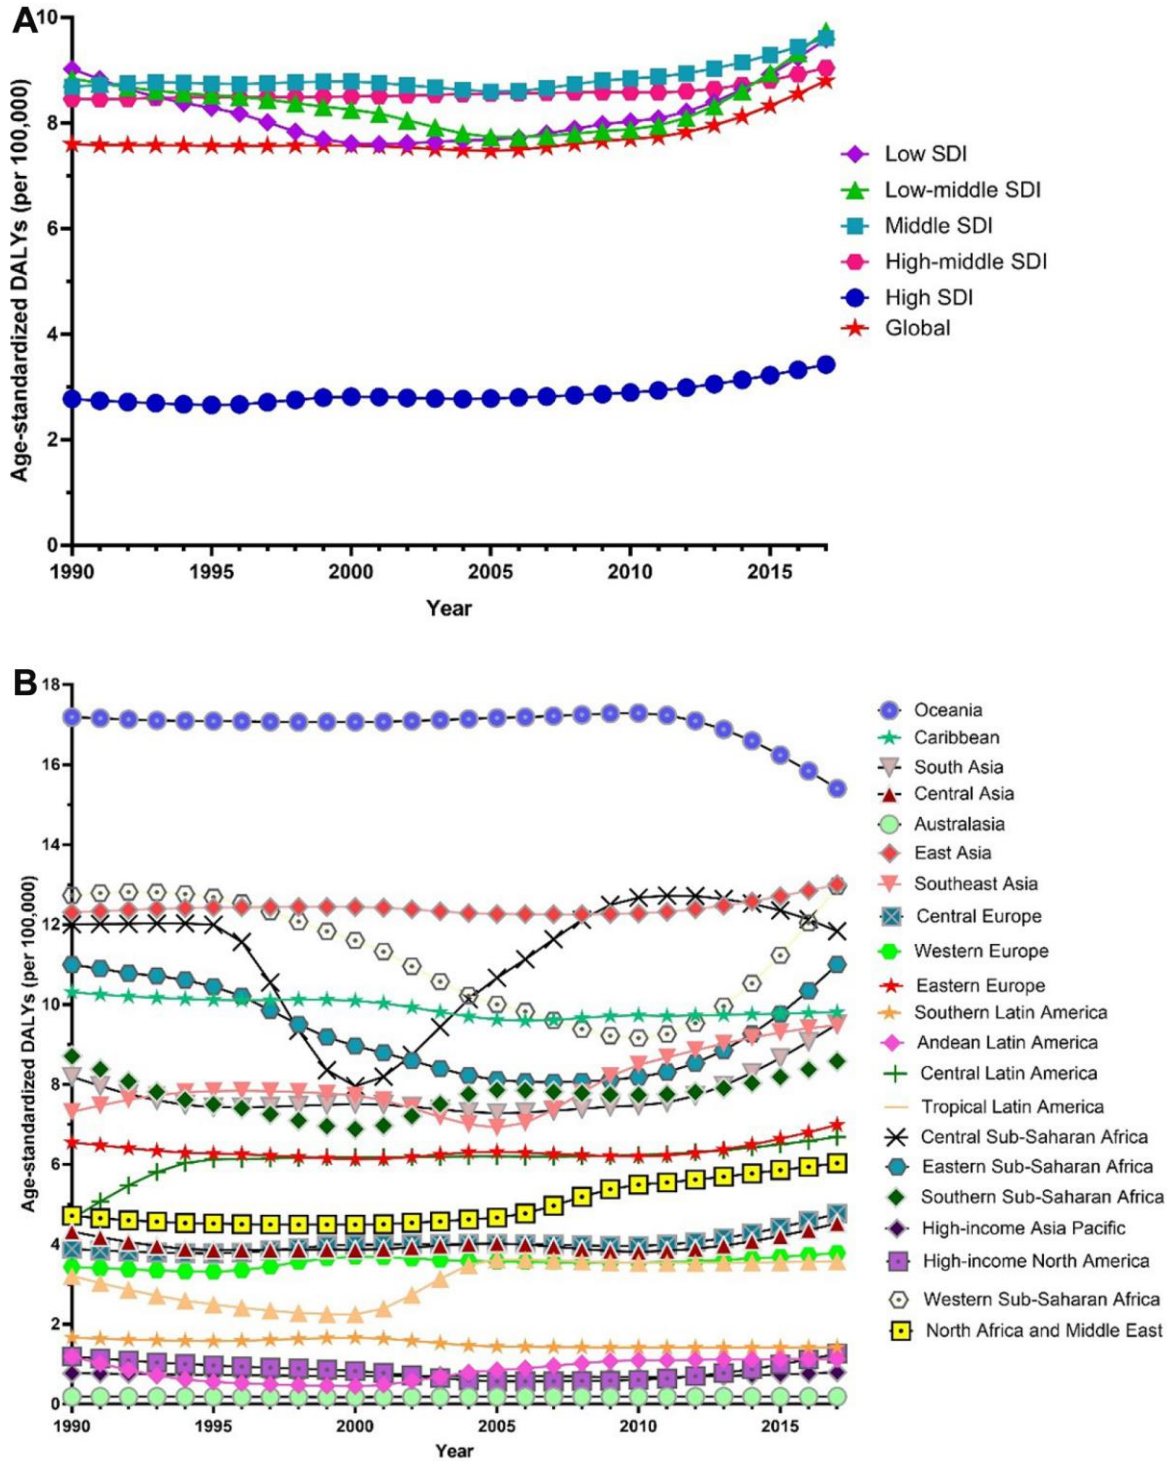 A
10
8
6
4
2
0
Age-standardized DALYs (per 100,000)
1990 1995 2000 2005 2010 2015
Year
Low SDI
Low-middle SDI
Middle SDI
High-middle SDI
High SDI
Global
B
18
16
14
12
10
8
6
4
2
0
Age-standardized DALYs (per 100,000)
1990 1995 2000 2005 2010 2015
Year
Oceania
Caribbean
South Asia
Central Asia
Australasia
East Asia
Southeast Asia
Central Europe
Western Europe
Eastern Europe
Southern Latin America
Andean Latin America
Central Latin America
Tropical Latin America
Central Sub-Saharan Africa
Eastern Sub-Saharan Africa
Southern Sub-Saharan Africa
High-income Asia Pacific
High-income North America
Western Sub-Saharan Africa
North Africa and Middle East